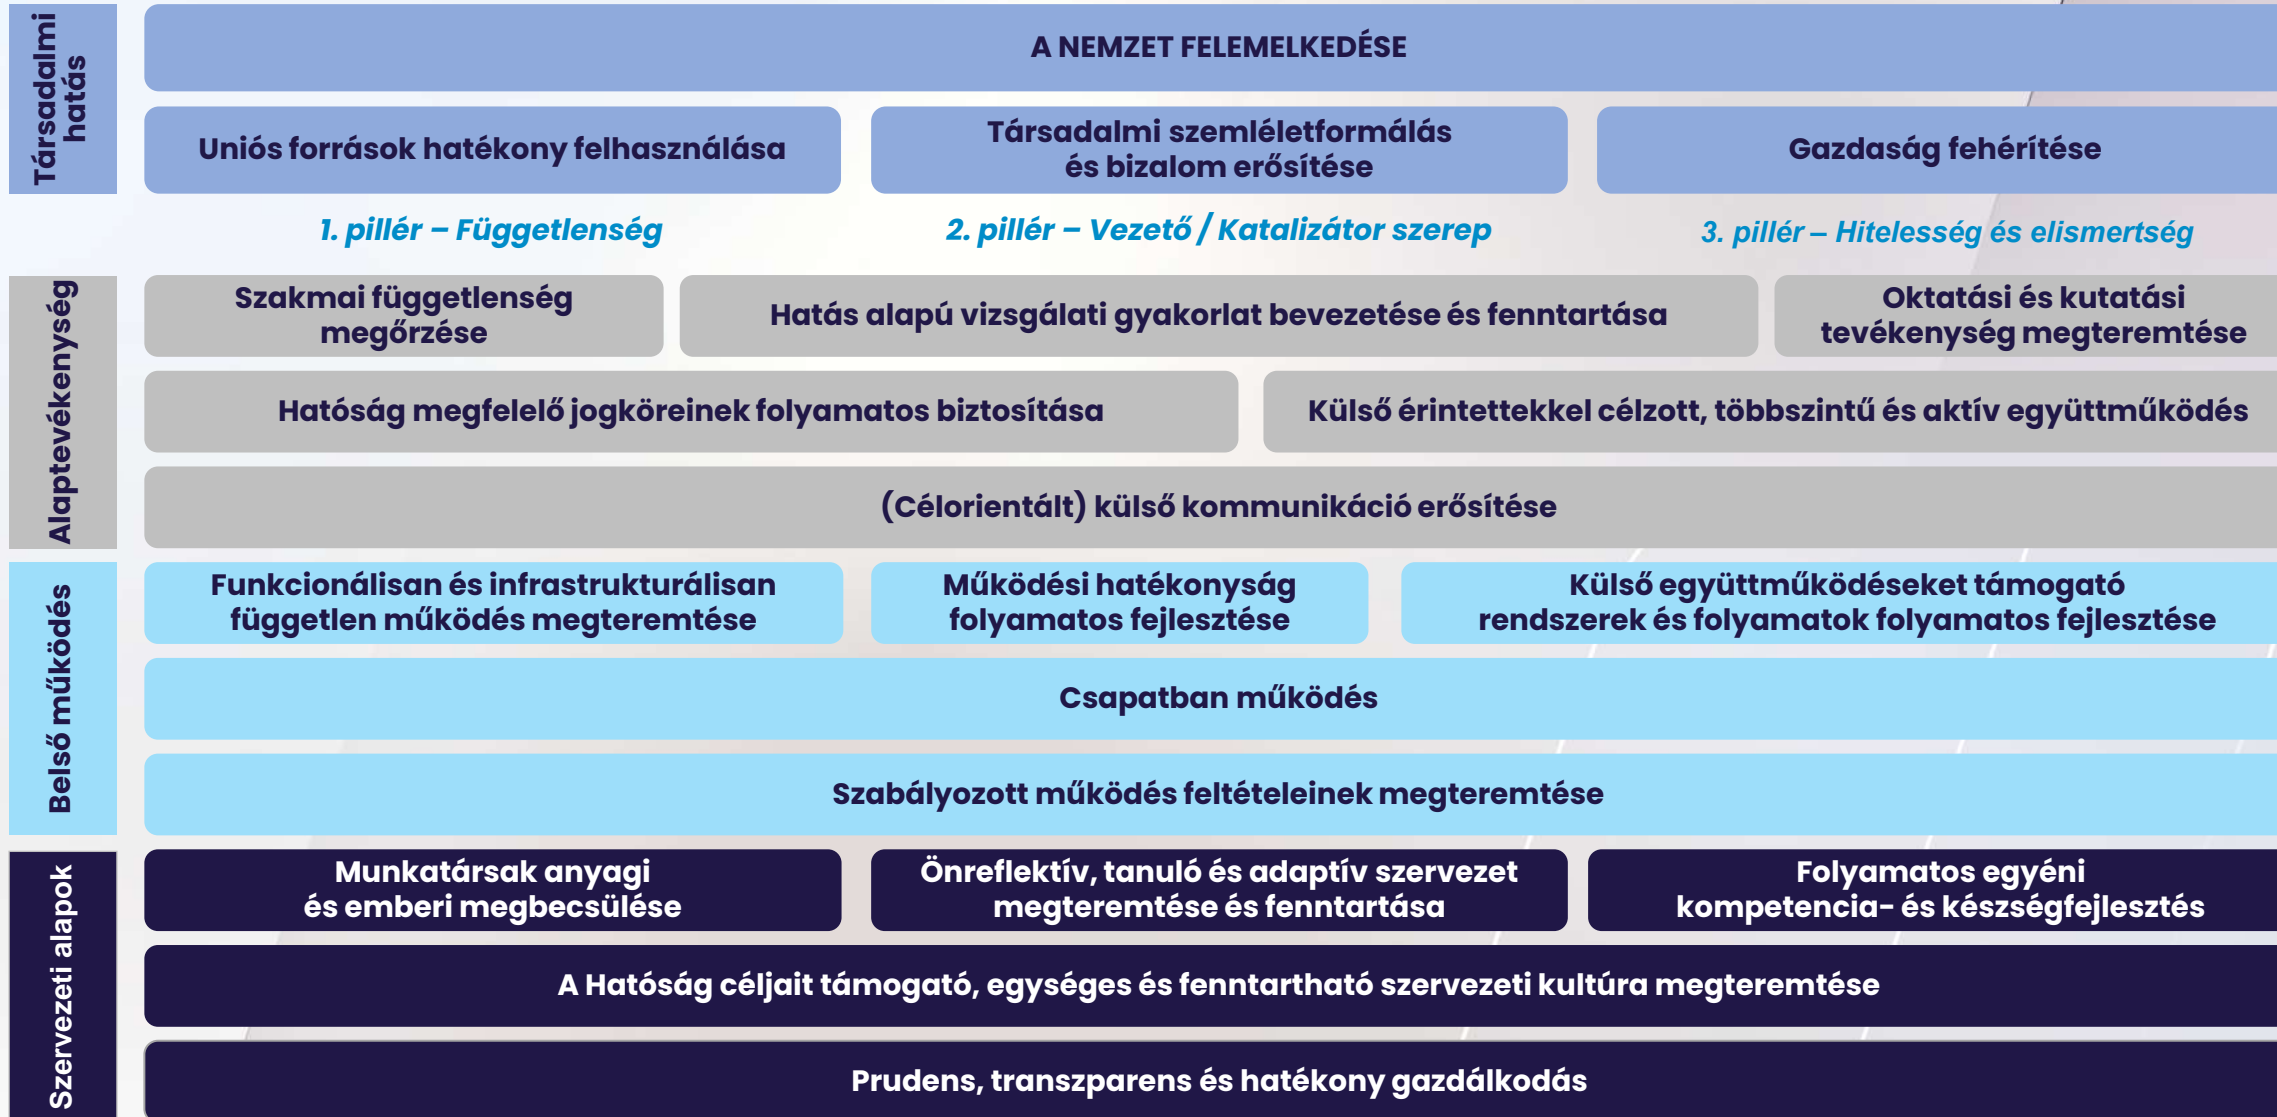 Társadalmi
hatás
A NEMZET FELEMELKEDÉSE
Uniós források hatékony felhasználása
Társadalmi szemléletformálás
és bizalom erősítése
Gazdaság fehérítése
1. pillér – Függetlenség
2. pillér – Vezető / Katalizátor szerep
3. pillér – Hitelesség és elismertség
Alaptevékenység
Szakmai függetlenség
megőrzése
Hatás alapú vizsgálati gyakorlat bevezetése és fenntartása
Oktatási és kutatási
tevékenység megteremtése
Hatóság megfelelő jogköreinek folyamatos biztosítása
Külső érintettekkel célzott, többszintű és aktív együttműködés
(Célorientált) külső kommunikáció erősítése
Belső működés
Funkcionálisan és infrastrukturálisan
független működés megteremtése
Működési hatékonyság
folyamatos fejlesztése
Külső együttműködéseket támogató
rendszerek és folyamatok folyamatos fejlesztése
Csapatban működés
Szabályozott működés feltételeinek megteremtése
Szervezeti alapok
Munkatársak anyagi
és emberi megbecsülése
Önreflektív, tanuló és adaptív szervezet
megteremtése és fenntartása
Folyamatos egyéni
kompetencia- és készségfejlesztés
A Hatóság céljait támogató, egységes és fenntartható szervezeti kultúra megteremtése
Prudens, transzparens és hatékony gazdálkodás